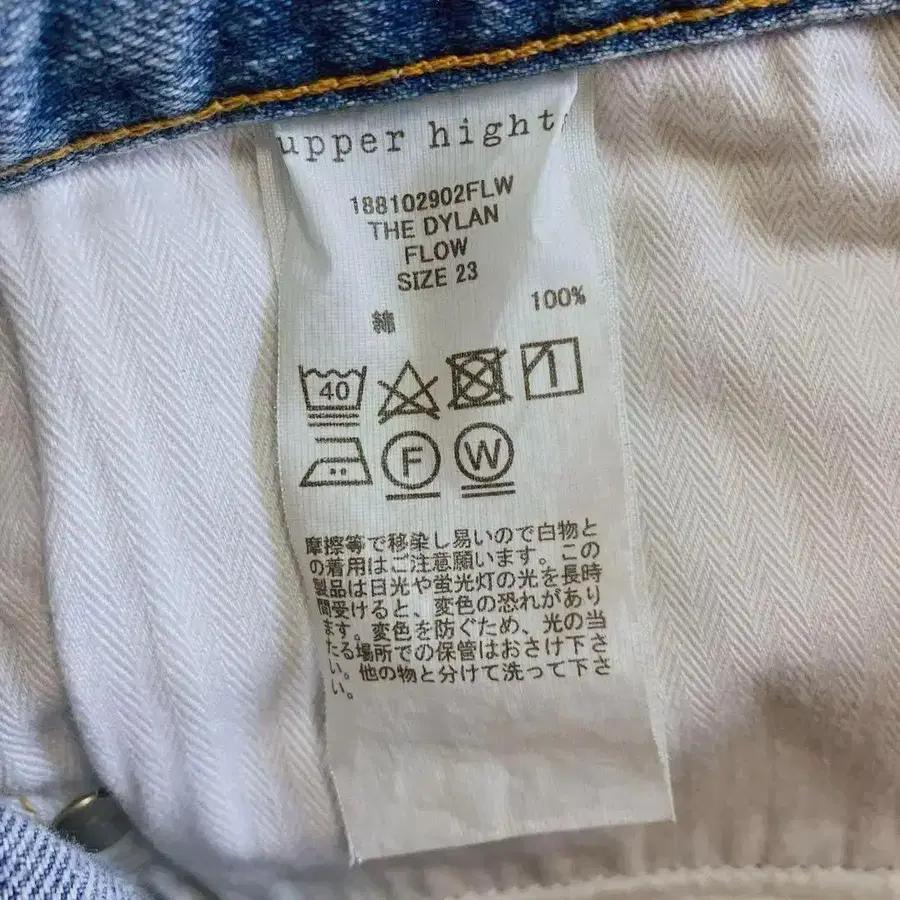 upper hights
188102902FLW
THE DYLAN
FLOW
SIZE 23
綿 100%
40
F W
摩擦等で移染し易いので白物と
の着用はご注意願います。この
製品は日光や蛍光灯の光を長時
間受けると、変色の恐れがあり
ます。変色を防ぐため、光の当
たる場所での保管はおさけ下さ
い。他の物と分けて洗って下さ
い。